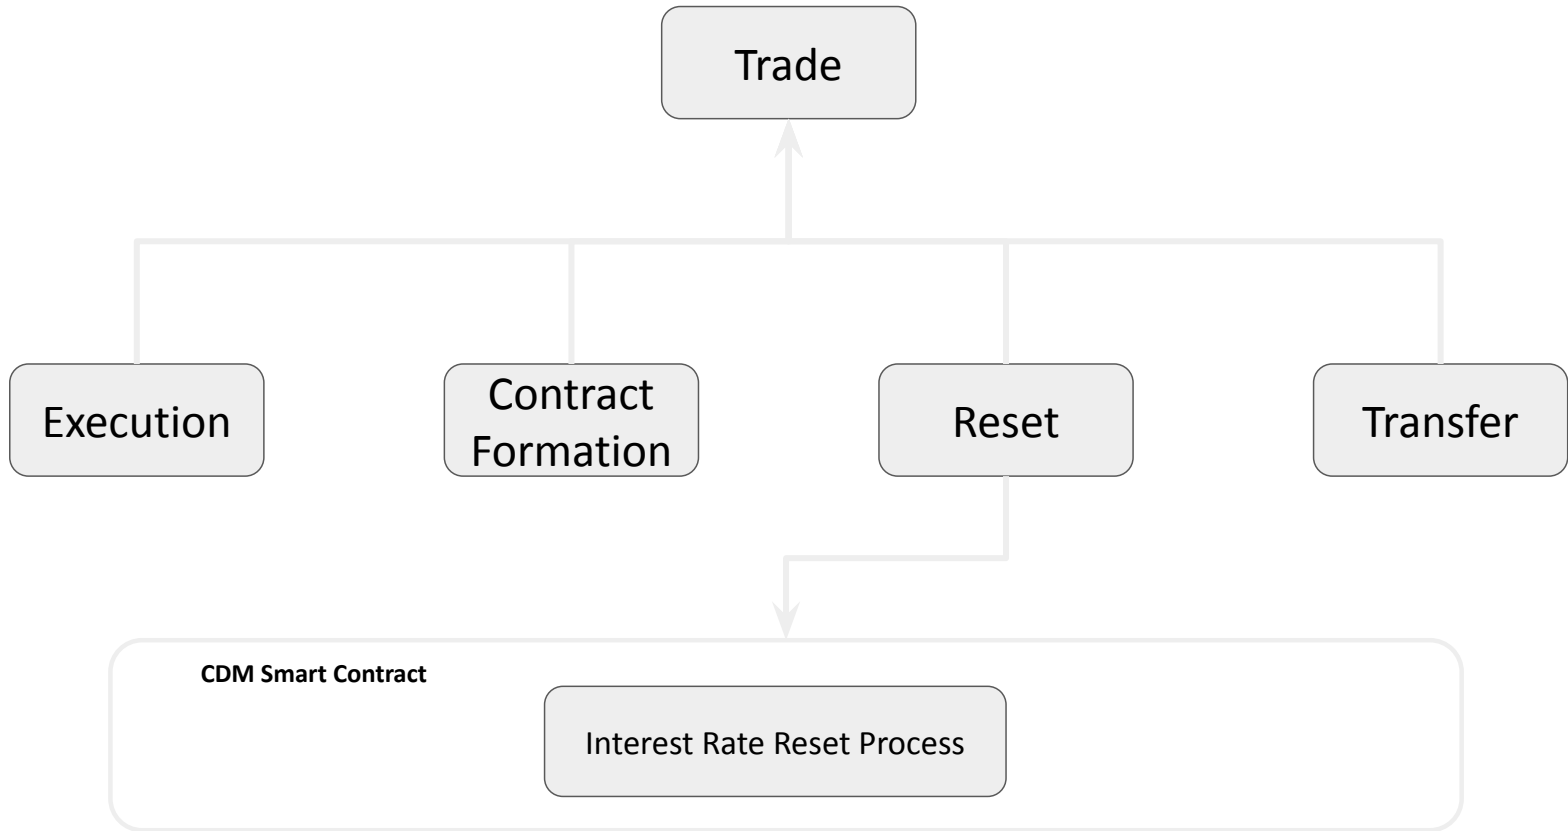 Trade
Execution
Contract
Formation
Reset
Transfer
CDM Smart Contract
Interest Rate Reset Process